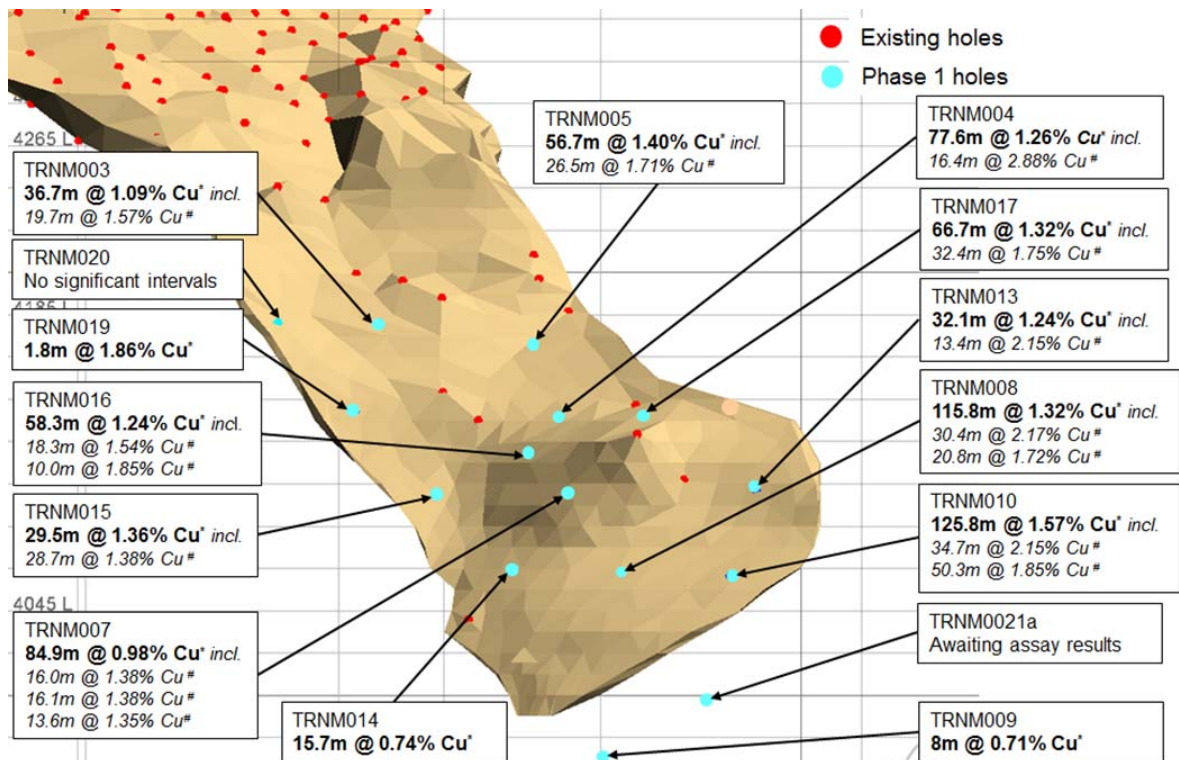 Existing holes
Phase 1 holes
4265 L
4185 L
4045 L
TRNM003
36.7m @ 1.09% Cu* incl.
19.7m @ 1.57% Cu #
TRNM020
No significant intervals
TRNM019
1.8m @ 1.86% Cu*
TRNM016
58.3m @ 1.24% Cu* incl.
18.3m @ 1.54% Cu #
10.0m @ 1.85% Cu #
TRNM015
29.5m @ 1.36% Cu* incl.
28.7m @ 1.38% Cu #
TRNM007
84.9m @ 0.98% Cu* incl.
16.0m @ 1.38% Cu #
16.1m @ 1.38% Cu #
13.6m @ 1.35% Cu #
TRNM014
15.7m @ 0.74% Cu*
TRNM005
56.7m @ 1.40% Cu* incl.
26.5m @ 1.71% Cu #
TRNM004
77.6m @ 1.26% Cu* incl.
16.4m @ 2.88% Cu #
TRNM017
66.7m @ 1.32% Cu* incl.
32.4m @ 1.75% Cu #
TRNM013
32.1m @ 1.24% Cu* incl.
13.4m @ 2.15% Cu #
TRNM008
115.8m @ 1.32% Cu* incl.
30.4m @ 2.17% Cu #
20.8m @ 1.72% Cu #
TRNM010
125.8m @ 1.57% Cu* incl.
34.7m @ 2.15% Cu #
50.3m @ 1.85% Cu #
TRNM0021a
Awaiting assay results
TRNM009
8m @ 0.71% Cu*